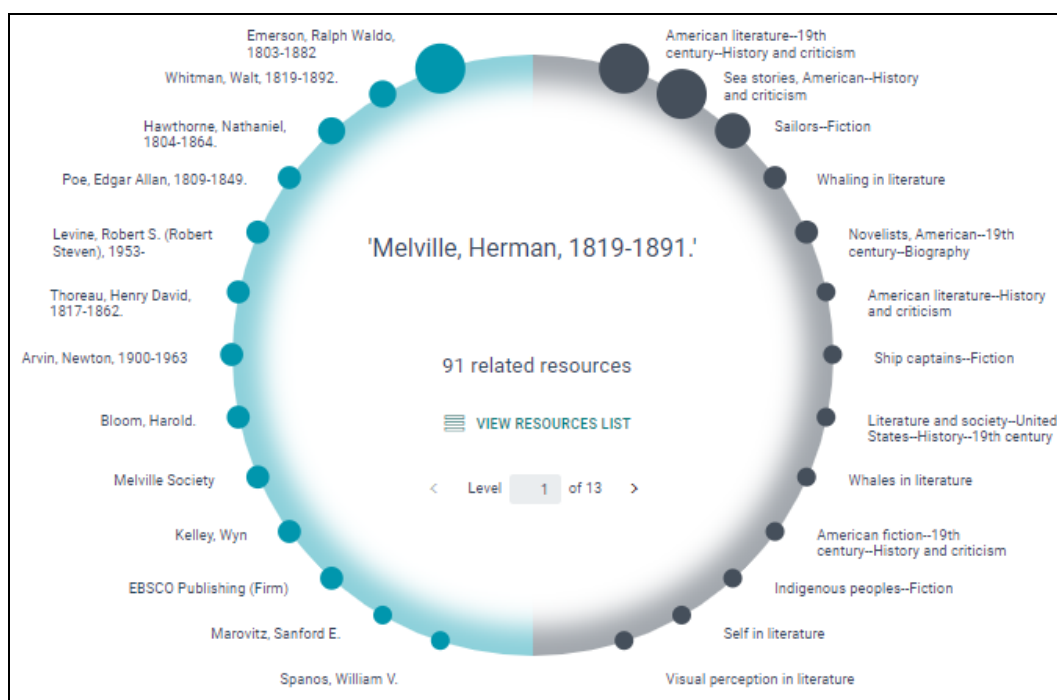 Emerson, Ralph Waldo,
1803-1882
Whitman, Walt, 1819-1892.
Hawthorne, Nathaniel,
1804-1864.
Poe, Edgar Allan, 1809-1849.
Levine, Robert S. (Robert
Steven), 1953-
Thoreau, Henry David,
1817-1862.
Arvin, Newton, 1900-1963
Bloom, Harold.
Melville Society
Kelley, Wyn
EBSCO Publishing (Firm)
Marovitz, Sanford E.
Spanos, William V.
'Melville, Herman, 1819-1891.'
91 related resources
VIEW RESOURCES LIST
< Level 1 of 13 >
American literature--19th
century--History and criticism
Sea stories, American--History
and criticism
Sailors--Fiction
Whaling in literature
Novelists, American--19th
century--Biography
American literature--History
and criticism
Ship captains--Fiction
Literature and society--United
States--History--19th century
Whales in literature
American fiction--19th
century--History and criticism
Indigenous peoples--Fiction
Self in literature
Visual perception in literature